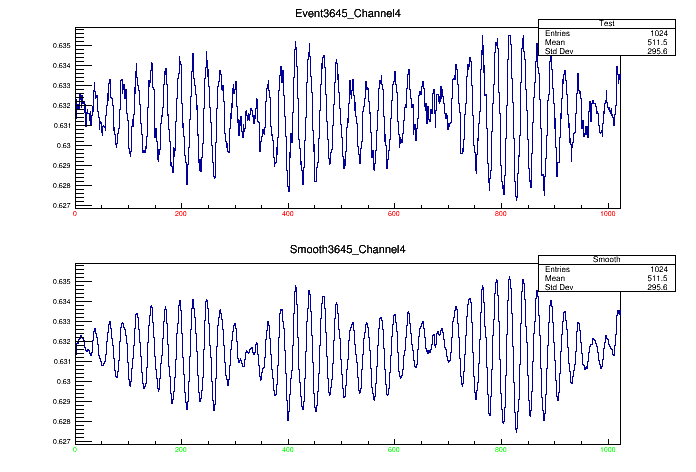 Event3645_Channel4
Test
Entries 1024
Mean 511.5
Std Dev 295.6
0.635
0.634
0.633
0.632
0.631
0.63
0.629
0.628
0.627
0 200 400 600 800 1000
Smooth3645_Channel4
Smooth
Entries 1024
Mean 511.5
Std Dev 295.6
0.635
0.634
0.633
0.632
0.631
0.63
0.629
0.628
0.627
0 200 400 600 800 1000